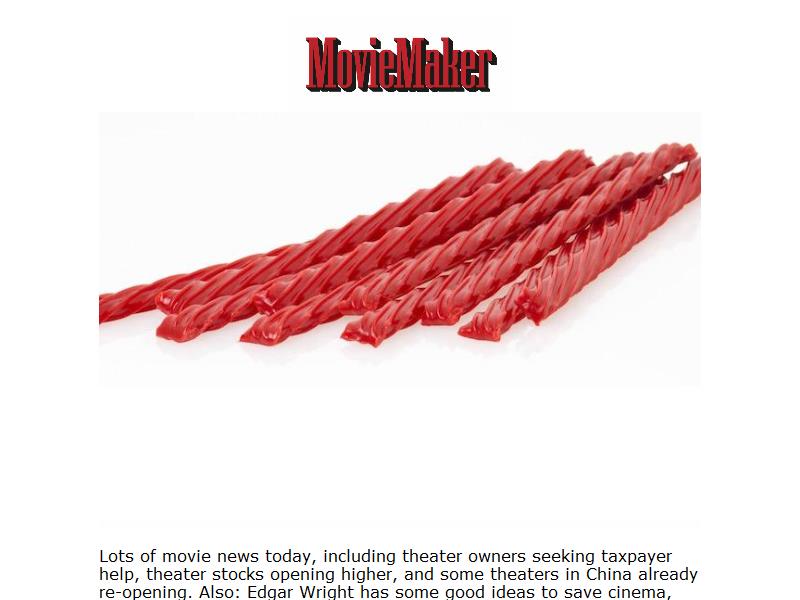 MovieMaker
Lots of movie news today, including theater owners seeking taxpayer
help, theater stocks opening higher, and some theaters in China already
re-opening. Also: Edgar Wright has some good ideas to save cinema,